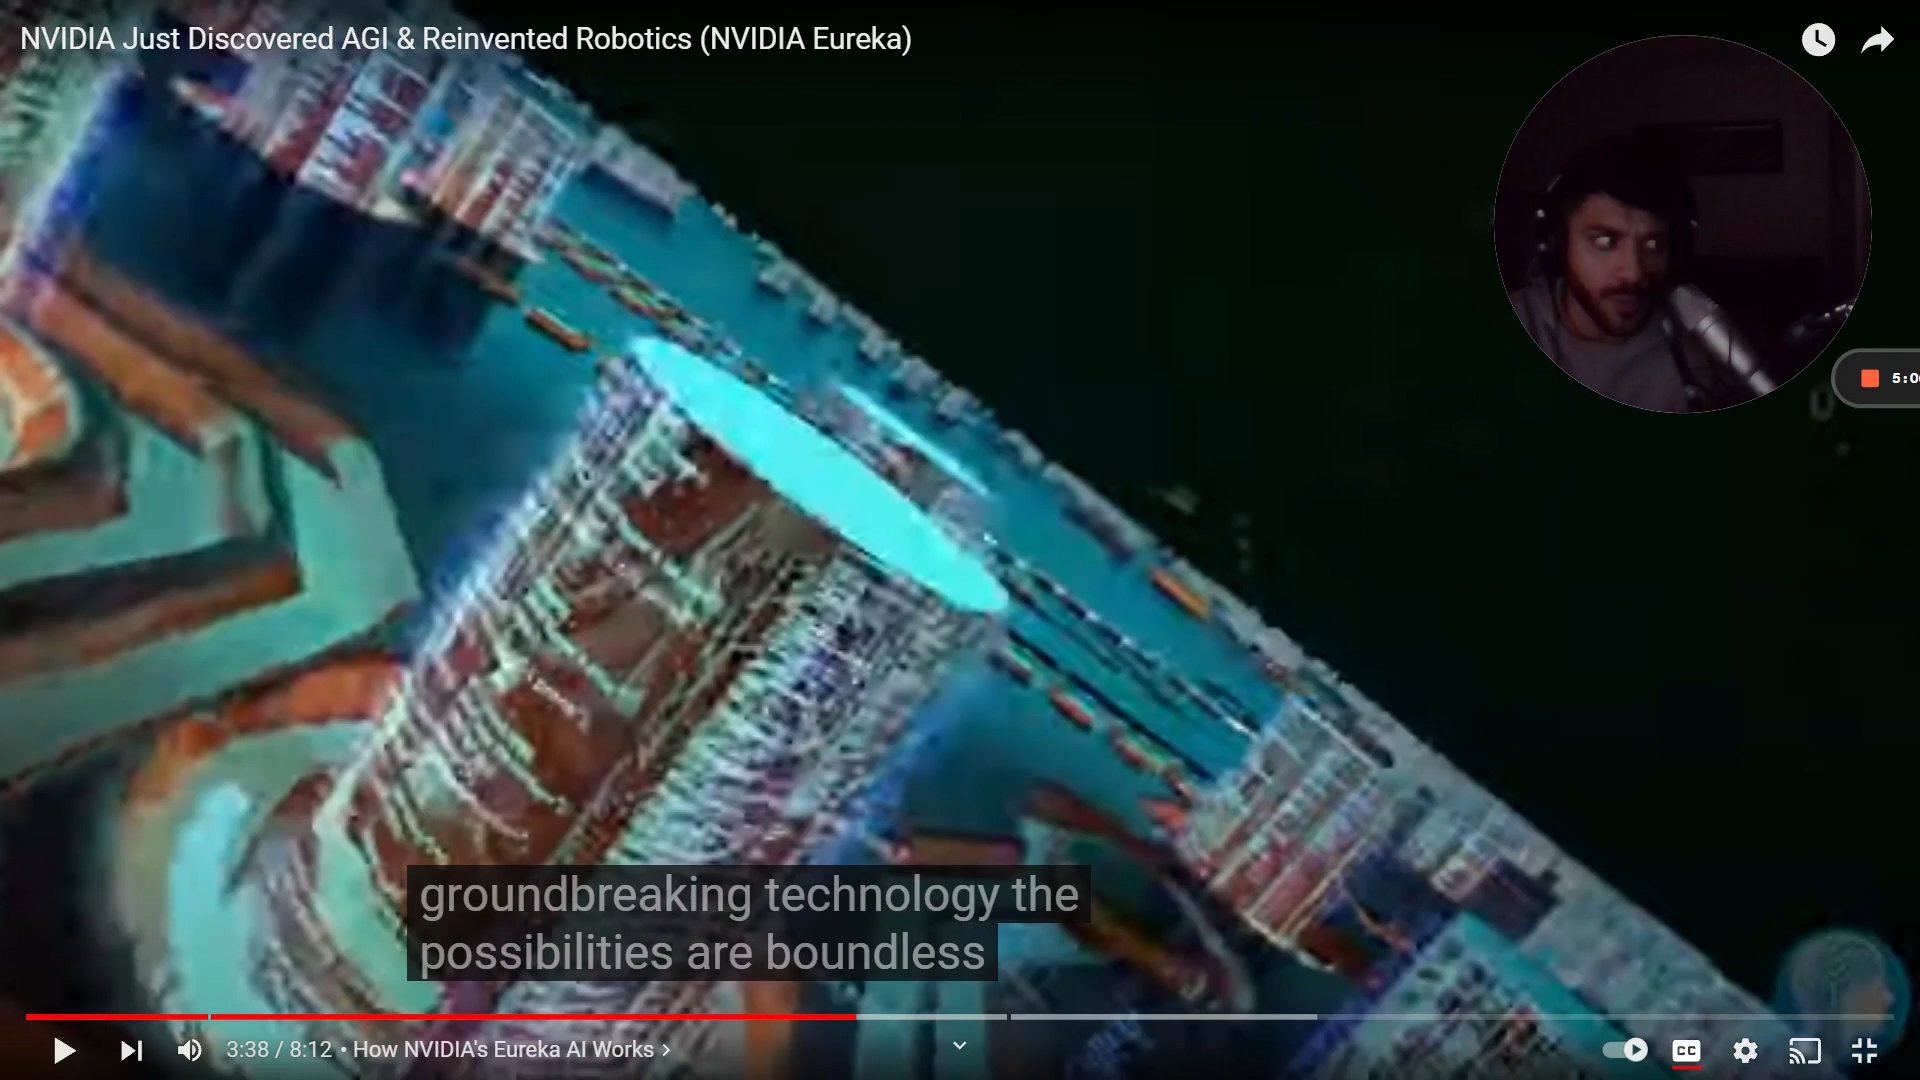 NVIDIA Just Discovered AGI & Reinvented Robotics (NVIDIA Eureka)
groundbreaking technology the
possibilities are boundless
3:38 / 8:12 • How NVIDIA's Eureka AI Works >
CC